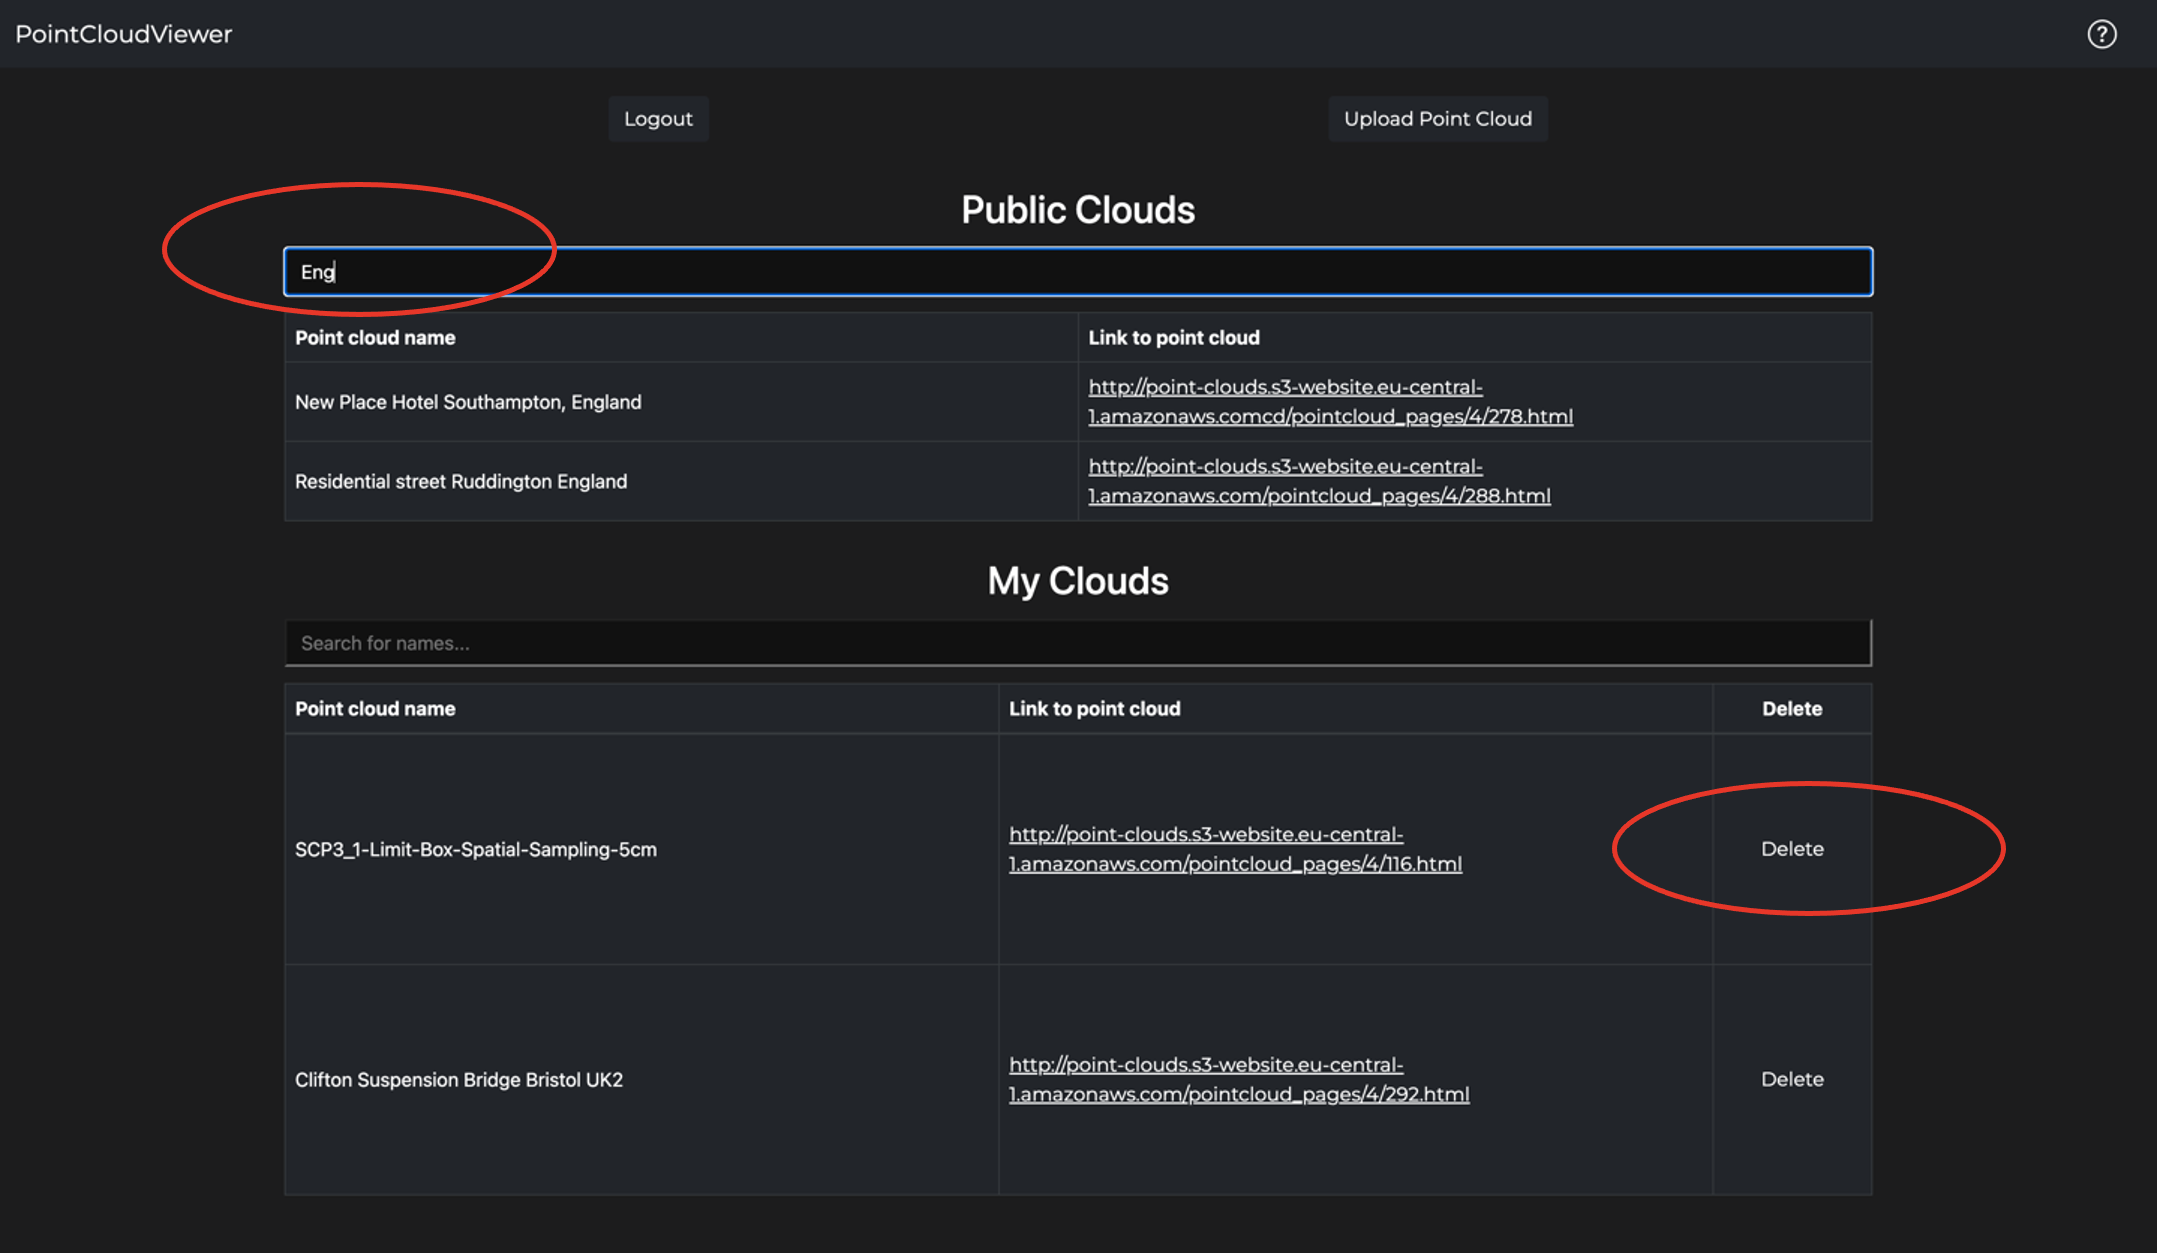 PointCloudViewer
?
Logout
Upload Point Cloud
Public Clouds
Eng
Point cloud name
Link to point cloud
New Place Hotel Southampton, England
http://point-clouds.s3-website.eu-central-
1.amazonaws.comcd/pointcloud_pages/4/278.html
Residential street Ruddington England
http://point-clouds.s3-website.eu-central-
1.amazonaws.com/pointcloud_pages/4/288.html
My Clouds
Search for names...
Point cloud name
Link to point cloud
Delete
SCP3_1-Limit-Box-Spatial-Sampling-5cm
http://point-clouds.s3-website.eu-central-
1.amazonaws.com/pointcloud_pages/4/116.html
Delete
Clifton Suspension Bridge Bristol UK2
http://point-clouds.s3-website.eu-central-
1.amazonaws.com/pointcloud_pages/4/292.html
Delete